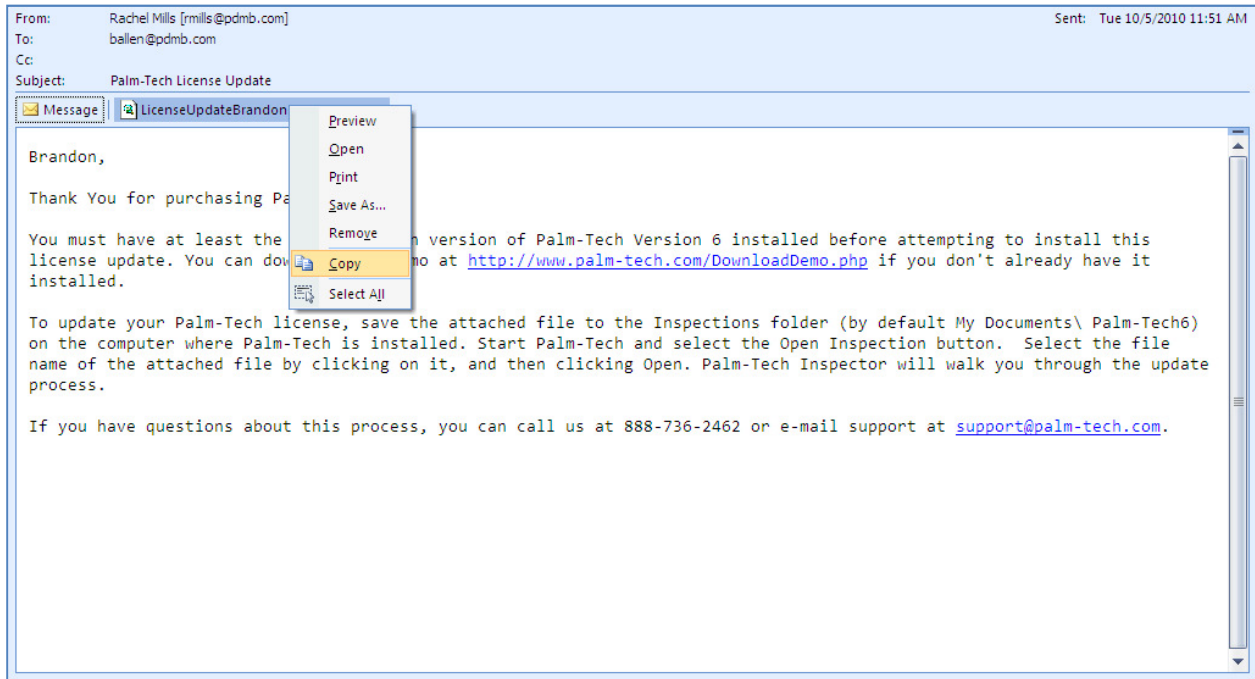 From: Rachel Mills [rmills@pdmb.com] Sent: Tue 10/5/2010 11:51 AM
To: ballen@pdmb.com
Cc:
Subject: Palm-Tech License Update
Message LicenseUpdateBrandon
Preview
Open
Print
Save As...
Remove
Copy
Select All
Brandon,
Thank You for purchasing
You must have at least the version of Palm-Tech Version 6 installed before attempting to install this
license update. You can at http://www.palm-tech.com/DownloadDemo.php if you don't already have it
installed.
To update your Palm-Tech license, save the attached file to the Inspections folder (by default My Documents\ Palm-Tech6)
on the computer where Palm-Tech is installed. Start Palm-Tech and select the Open Inspection button. Select the file
name of the attached file by clicking on it, and then clicking Open. Palm-Tech Inspector will walk you through the update
process.
If you have questions about this process, you can call us at 888-736-2462 or e-mail support at support@palm-tech.com.